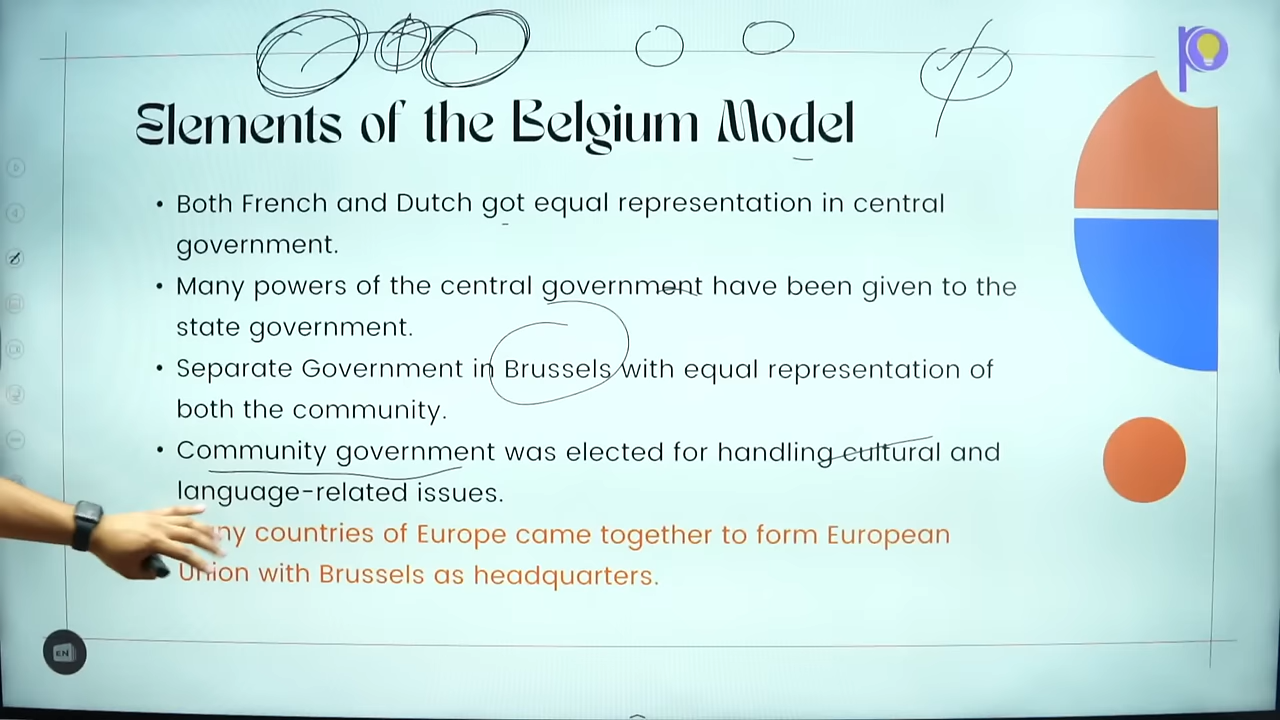 Elements of the Belgium Model
• Both French and Dutch got equal representation in central
government.
• Many powers of the central government have been given to the
state government.
• Separate Government in Brussels with equal representation of
both the community.
• Community government was elected for handling cultural and
language-related issues.
countries of Europe came together to form European
Union with Brussels as headquarters.
EN